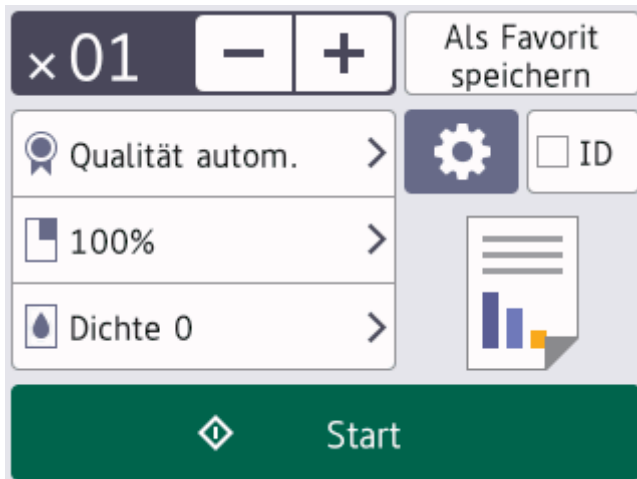 ×01
Als Favorit
speichern
Qualität autom.
ID
100%
Dichte 0
Start